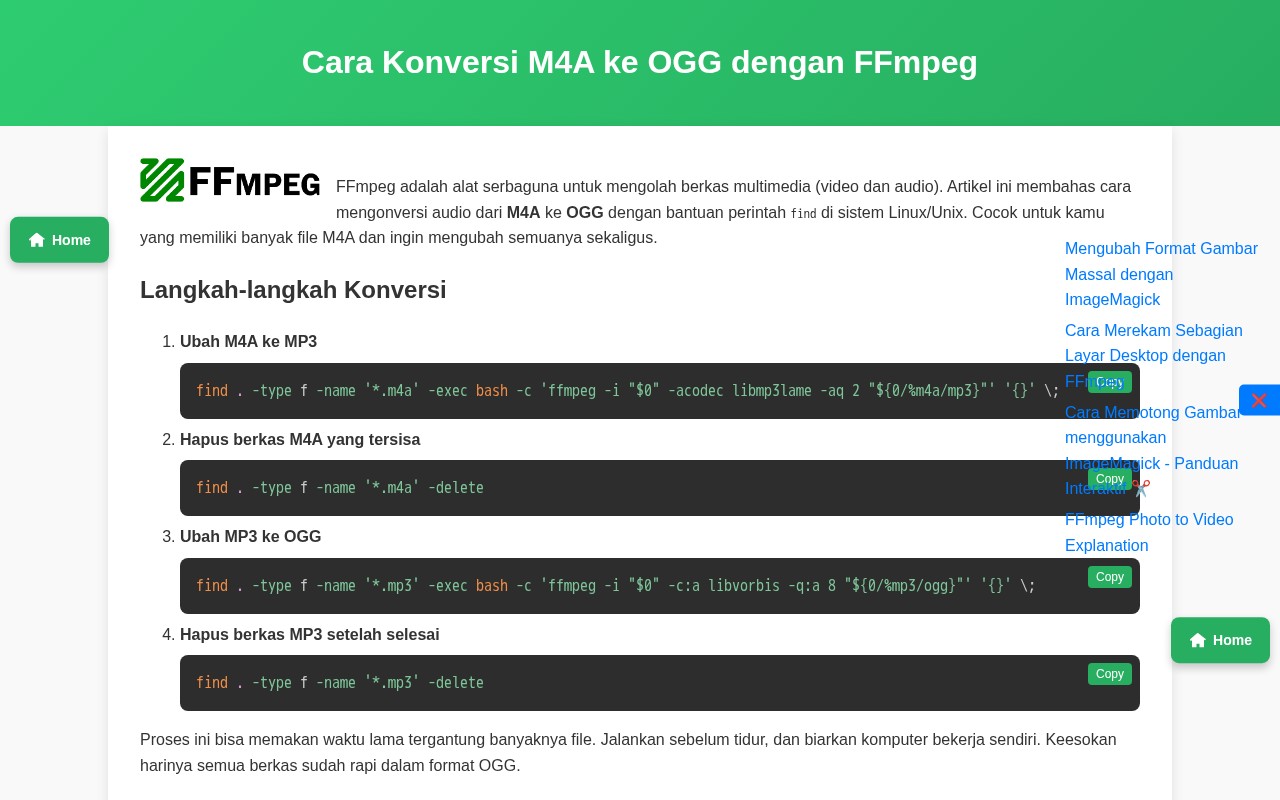 Cara Konversi M4A ke OGG dengan FFmpeg
FFmpeg
FFmpeg adalah alat serbaguna untuk mengolah berkas multimedia (video dan audio). Artikel ini membahas cara
mengonversi audio dari M4A ke OGG dengan bantuan perintah find di sistem Linux/Unix. Cocok untuk kamu
yang memiliki banyak file M4A dan ingin mengubah semuanya sekaligus.
Home
Langkah-langkah Konversi
1. Ubah M4A ke MP3
find . -type f -name '*.m4a' -exec bash -c 'ffmpeg -i "$0" -acodec libmp3lame -aq 2 "${0/%m4a/mp3}"' '{}' \;
Copy
2. Hapus berkas M4A yang tersisa
find . -type f -name '*.m4a' -delete
Copy
3. Ubah MP3 ke OGG
find . -type f -name '*.mp3' -exec bash -c 'ffmpeg -i "$0" -c:a libvorbis -q:a 8 "${0/%mp3/ogg}"' '{}' \;
Copy
4. Hapus berkas MP3 setelah selesai
find . -type f -name '*.mp3' -delete
Copy
Proses ini bisa memakan waktu lama tergantung banyaknya file. Jalankan sebelum tidur, dan biarkan komputer bekerja sendiri. Keesokan
harinya semua berkas sudah rapi dalam format OGG.
Mengubah Format Gambar
Massal dengan
ImageMagick
Cara Merekam Sebagian
Layar Desktop dengan
FFmpeg
Cara Memotong Gambar
menggunakan
ImageMagick - Panduan
Interaktif ✂️
FFmpeg Photo to Video
Explanation
❌
Home